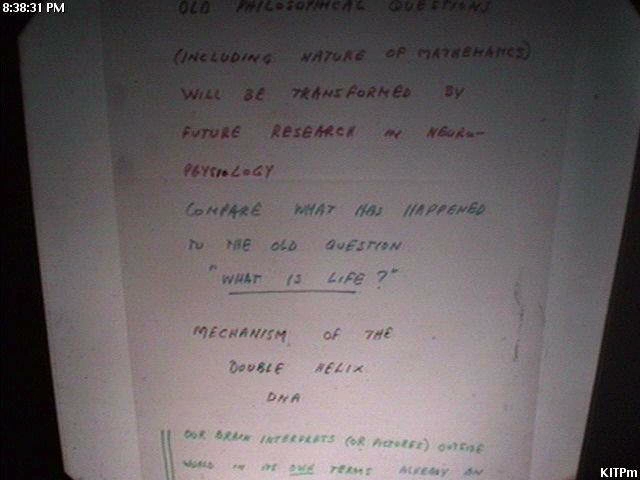 8:38:31 PM
OLD PHILOSOPHICAL QUESTIONS
(INCLUDING NATURE OF MATHEMATICS)
WILL BE TRANSFORMED BY
FUTURE RESEARCH IN NEURO-
PHYSIOLOGY
COMPARE WHAT HAS HAPPENED
TO THE OLD QUESTION
"WHAT IS LIFE?"
MECHANISM OF THE
DOUBLE HELIX
DNA
OUR BRAIN INTERPRETS (OR PICTURES) OUTSIDE
WORLD IN ITS OWN TERMS ALREADY AN
KITPm